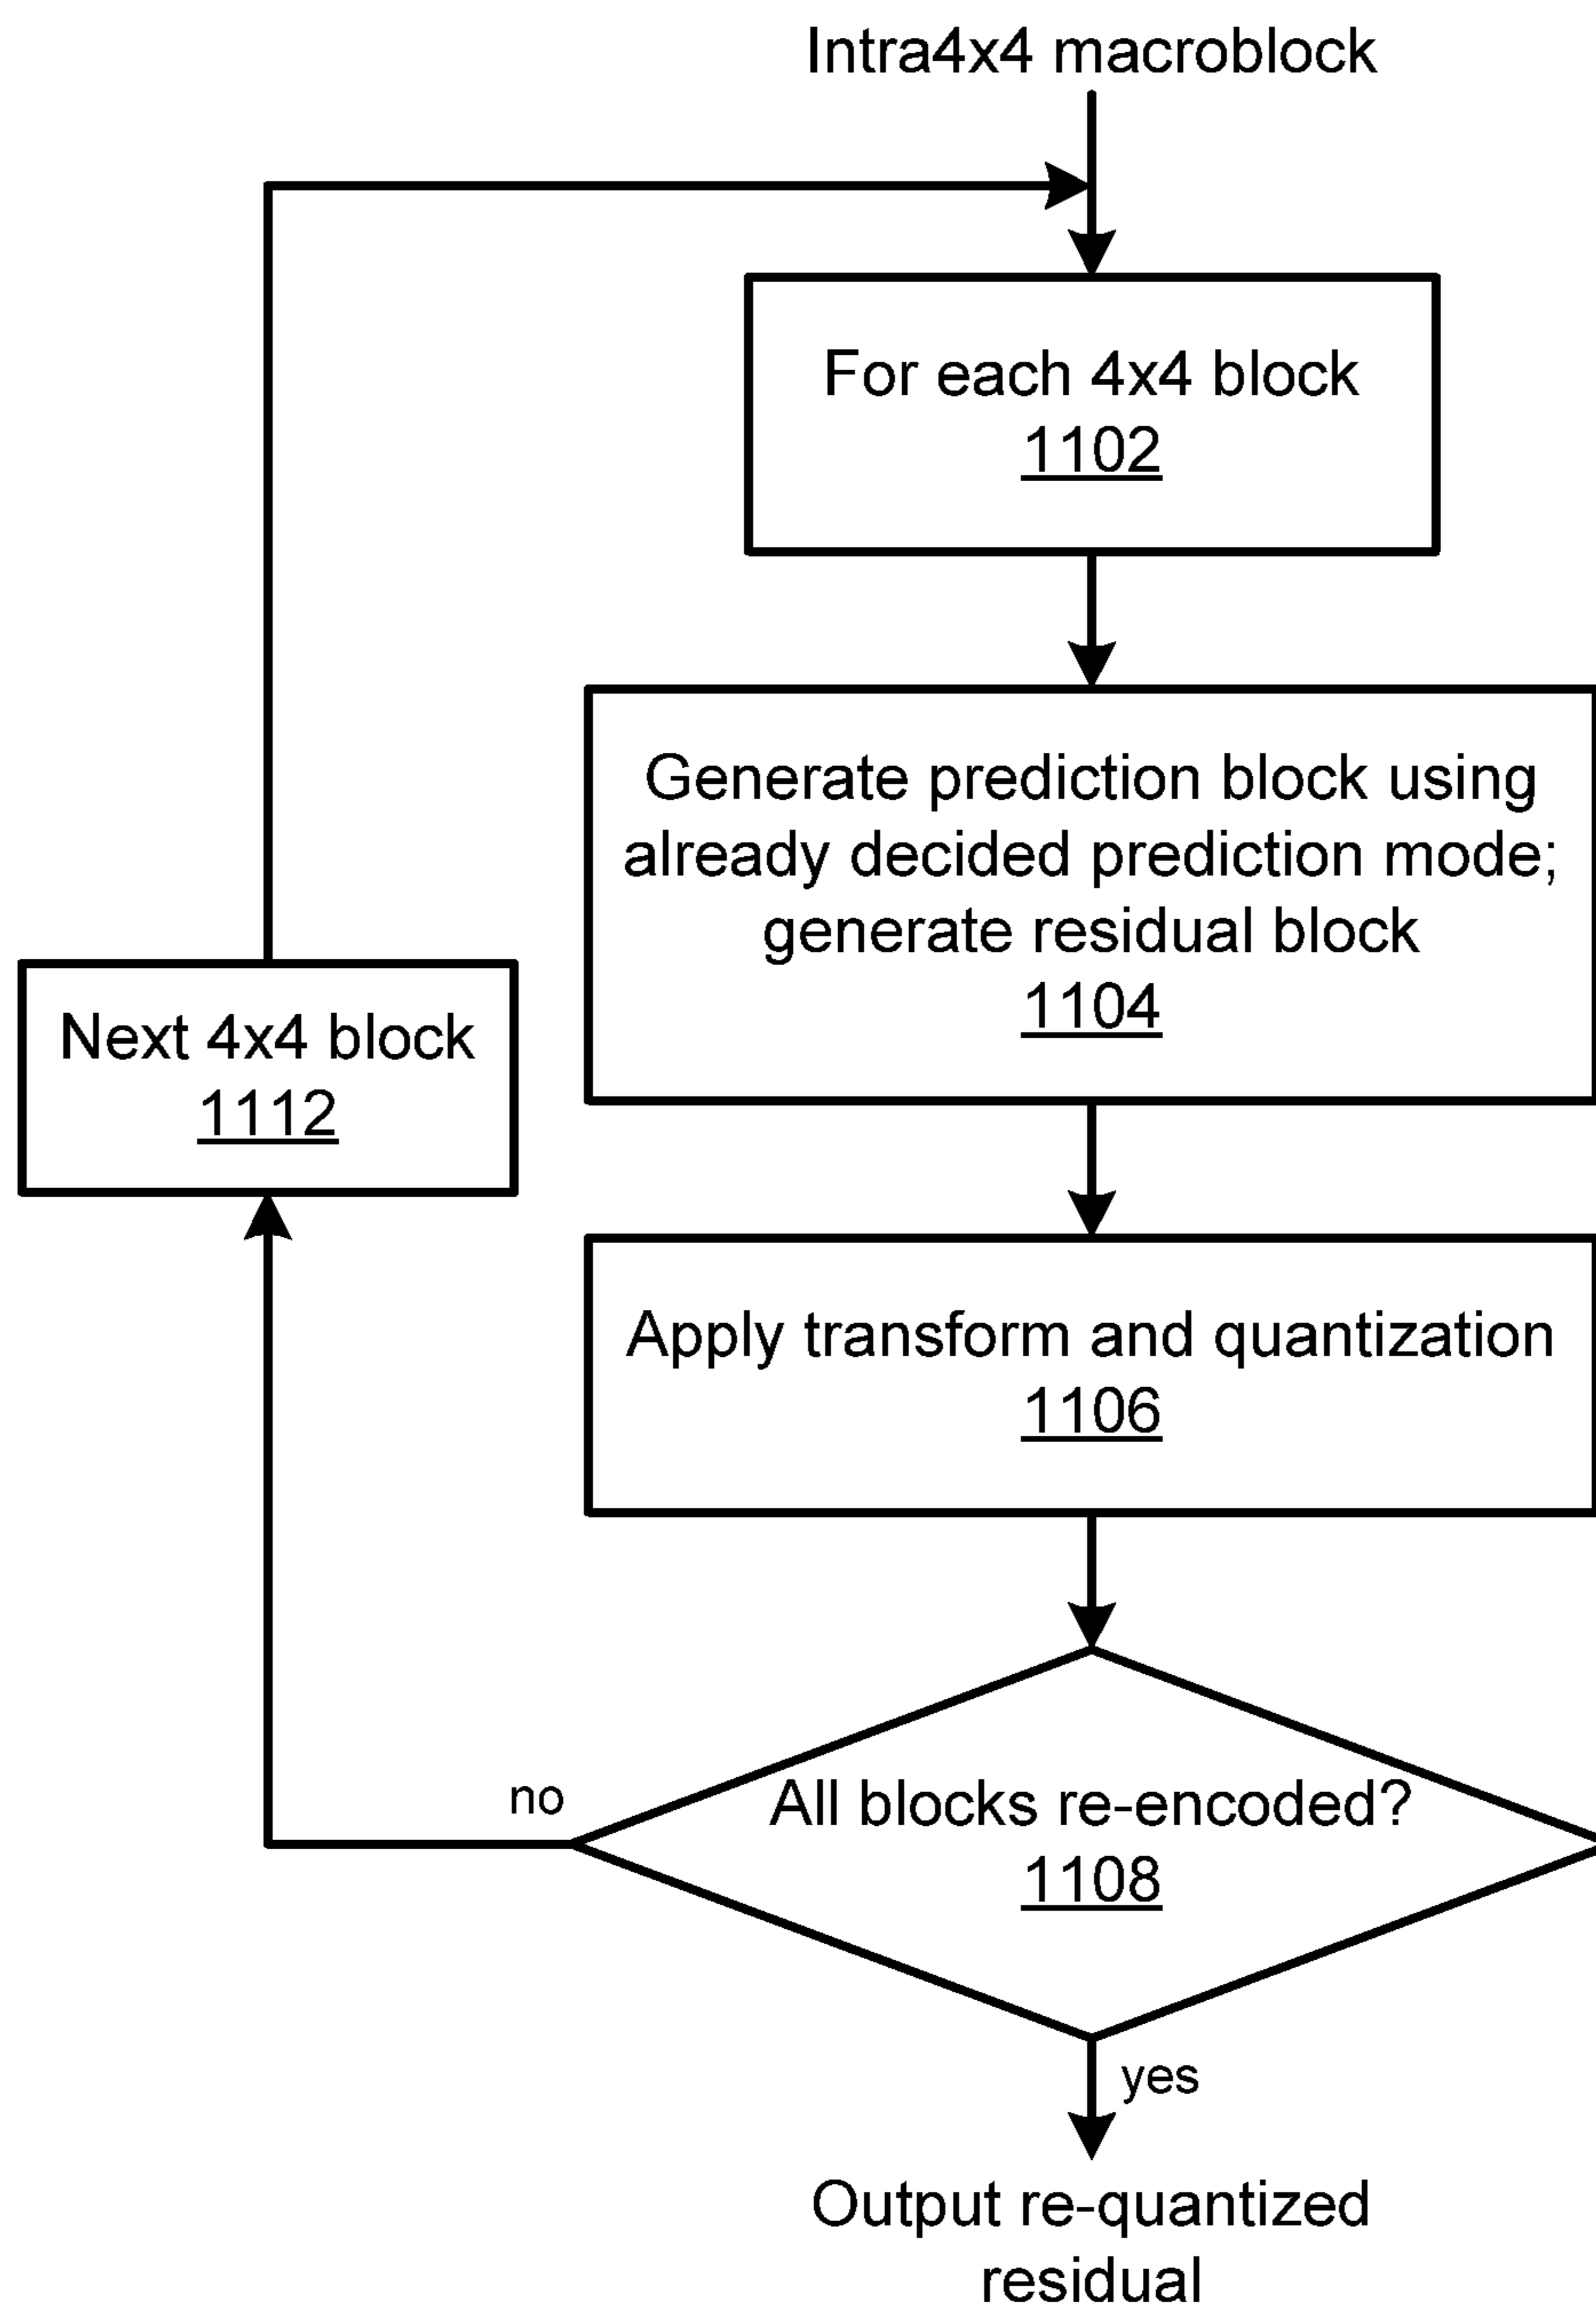 Intra4x4 macroblock
For each 4x4 block
1102
Generate prediction block using
already decided prediction mode;
generate residual block
1104
Next 4x4 block
1112
Apply transform and quantization
1106
no
All blocks re-encoded?
1108
yes
Output re-quantized
residual